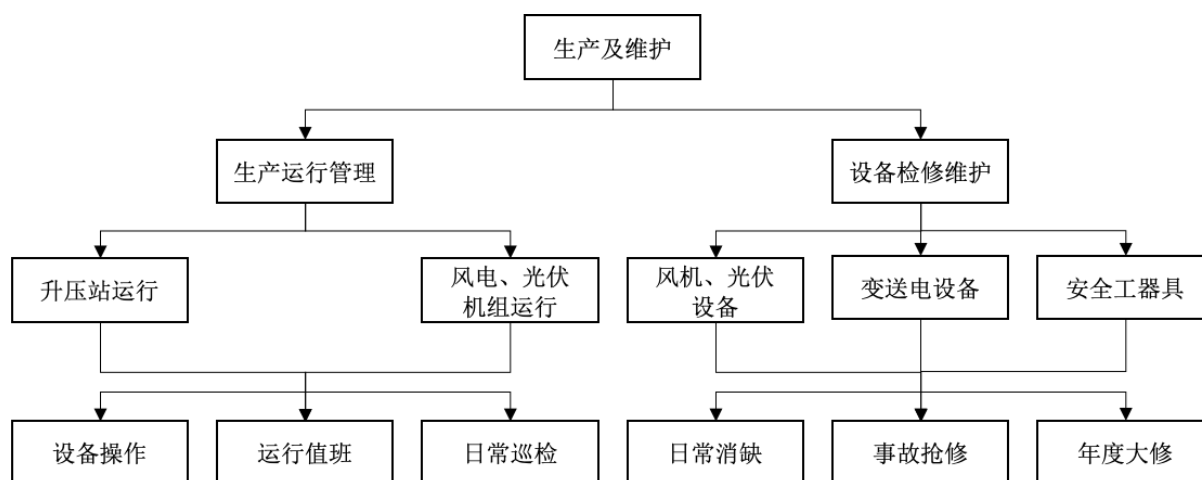 生产及维护
生产运行管理
设备检修维护
升压站运行
风电、光伏
机组运行
风机、光伏
设备
变送电设备
安全工器具
设备操作
运行值班
日常巡检
日常消缺
事故抢修
年度大修